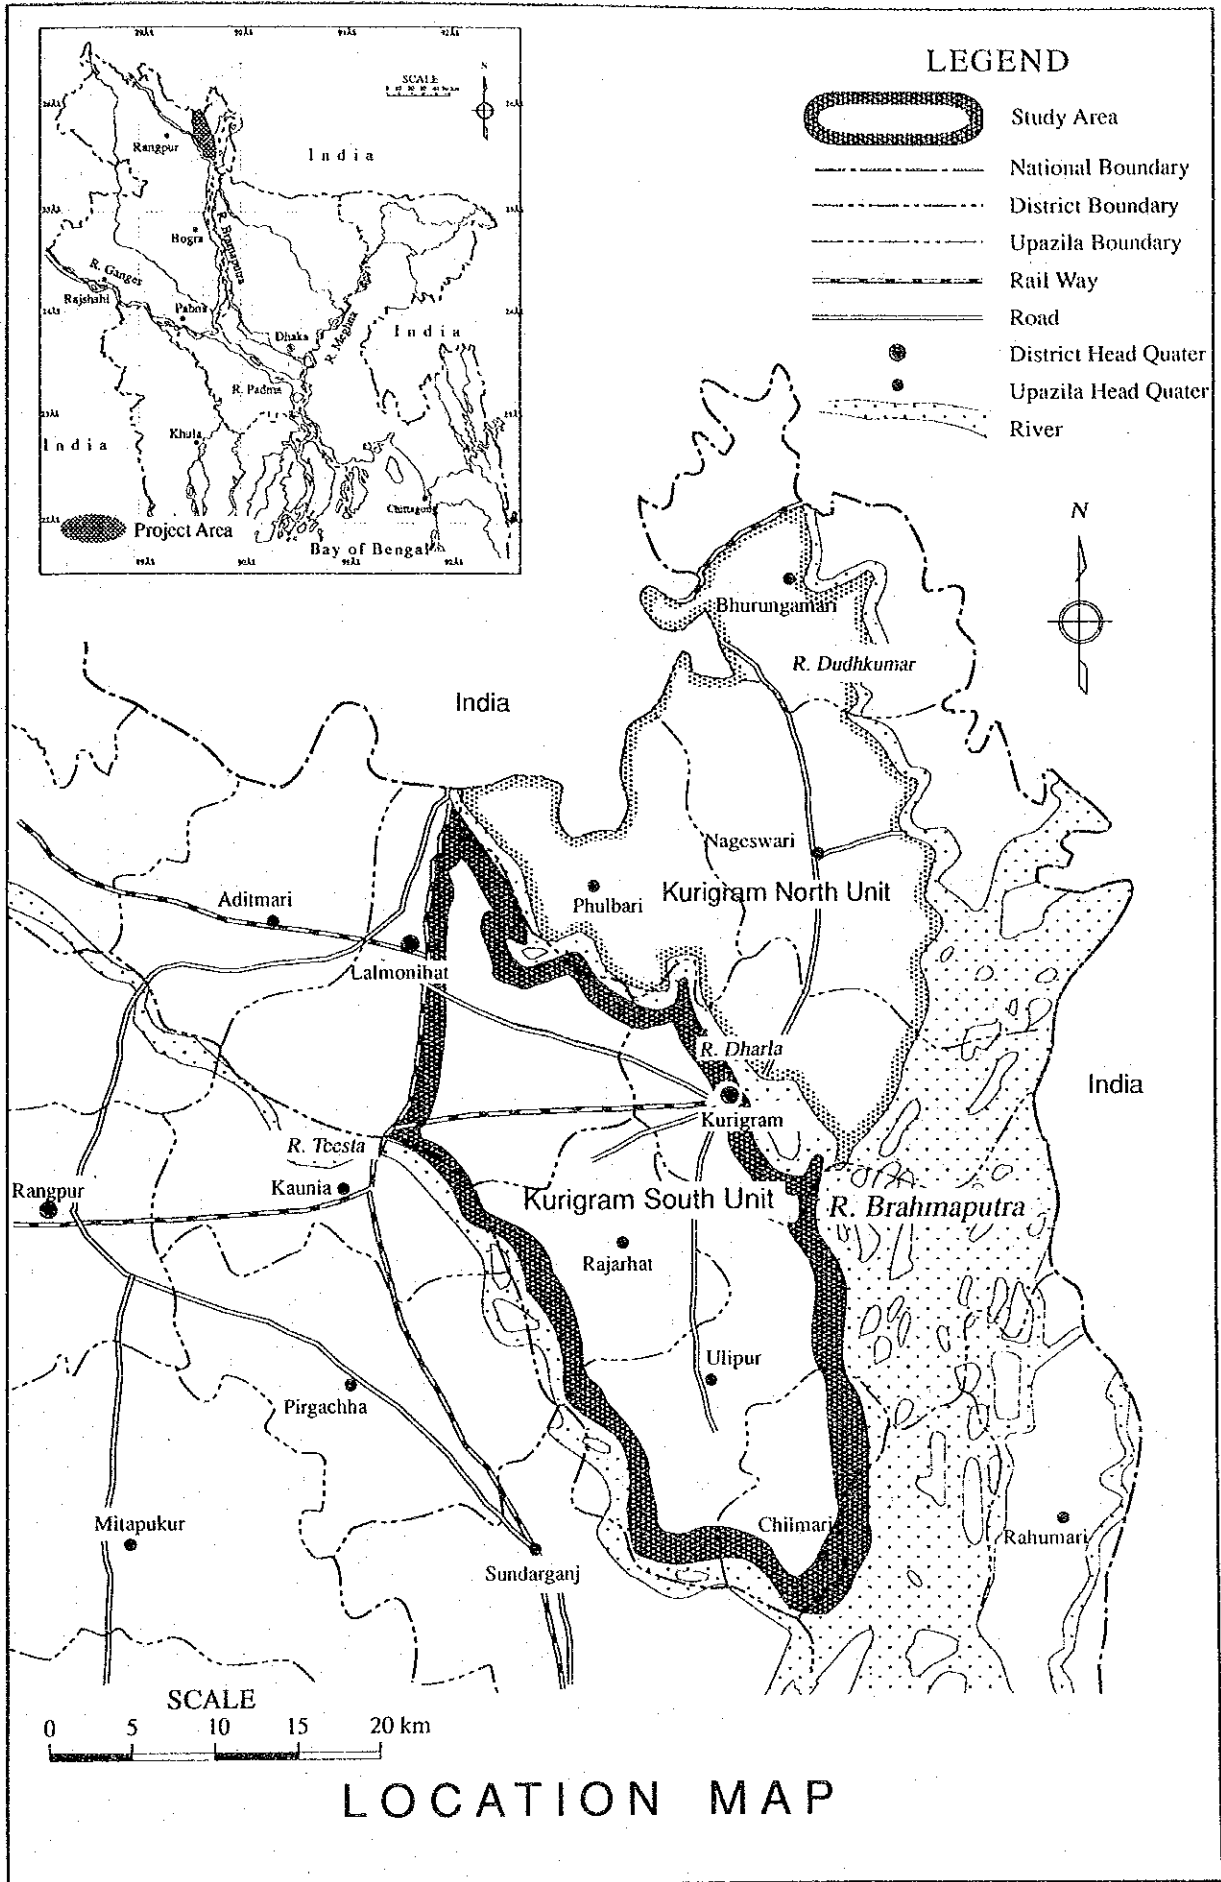 LEGEND
Study Area
National Boundary
District Boundary
Upazila Boundary
Rail Way
Road
District Head Quater
Upazila Head Quater
River
SCALE
N
India
Rangpur
Bogra
R. Bramaputra
R. Ganges
Rajshahi
Pabna
Dhaka
R. Meghna
India
R. Padma
Khula
India
Chittagong
Project Area
Bay of Bengal
N
Bhurungamari
R. Dudhkumar
India
Nageswari
Phulbari
Kurigram North Unit
Aditmari
Lalmonihat
R. Dharla
India
Kurigram
R. Teesta
Rangpur
Kaunia
Kurigram South Unit
R. Brahmaputra
Rajarhat
Ulipur
Pirgachha
Mitapukur
Chilmari
Rahumari
Sundarganj
SCALE
0 5 10 15 20 km
LOCATION MAP